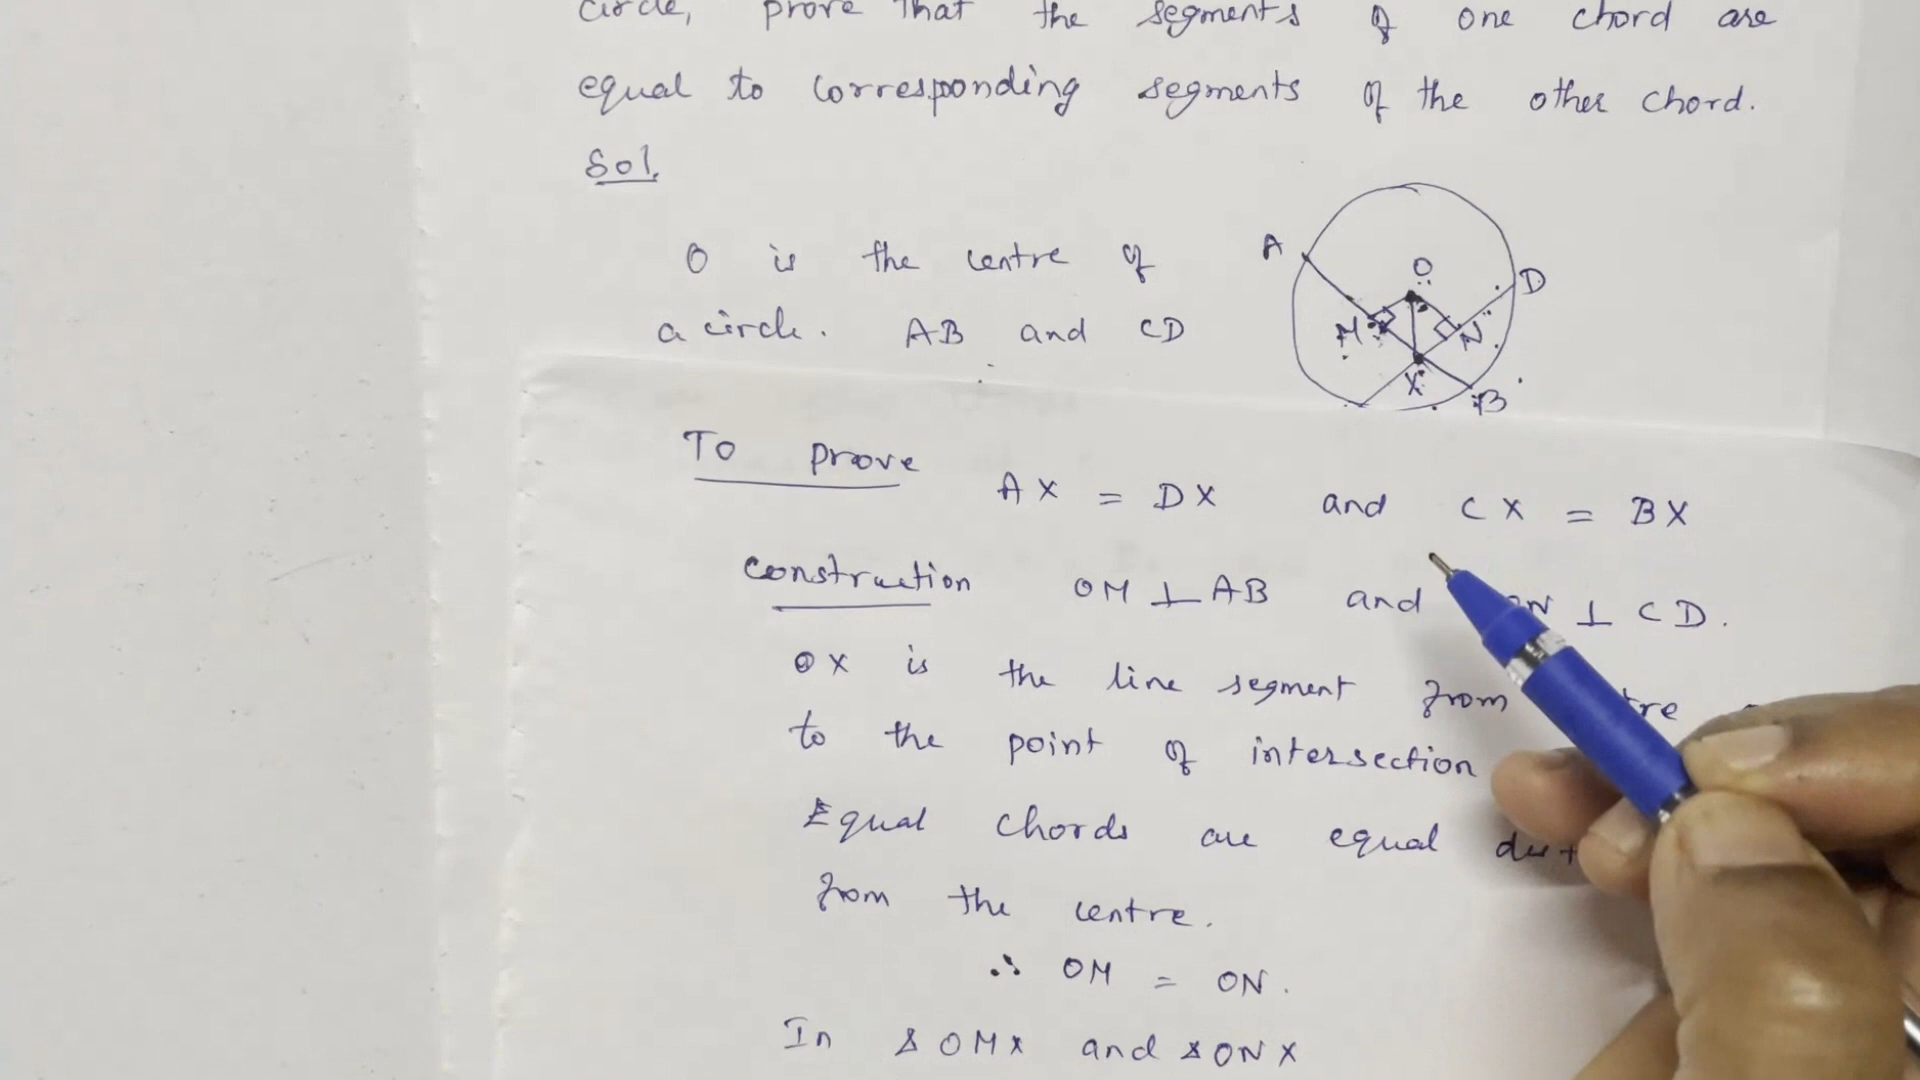 circle, prove that the segments of one chord are
equal to corresponding segments of the other chord.
Sol.
O is the centre of
a circle. AB and CD
A
O
D
M
N
X
B
To prove AX = DX and CX = BX
Construction OM ⊥ AB and ON ⊥ CD.
OX is the line segment from
to the point of intersection
Equal chords are equal
from the centre.
∴ OM = ON.
In △ OMX and △ ONX